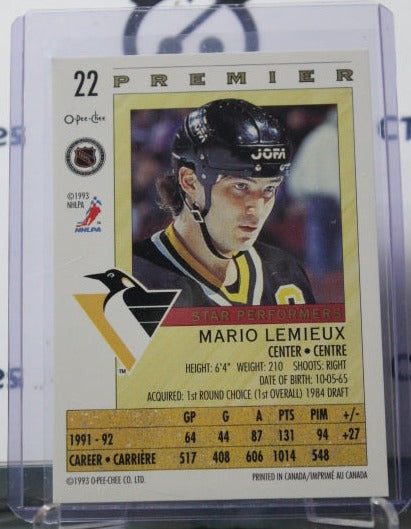 22 PREMIER
O-Pee-Chee
JOFA
©1993
NHLPA
NHLPA
C
STAR PERFORMERS
MARIO LEMIEUX
CENTER • CENTRE
HEIGHT: 6'4" WEIGHT: 210 SHOOTS: RIGHT
DATE OF BIRTH: 10-05-65
ACQUIRED: 1st ROUND CHOICE (1st OVERALL) 1984 DRAFT
TM
GP G A PTS PIM +/-
1991 - 92 64 44 87 131 94 +27
CAREER • CARRIÈRE 517 408 606 1014 548
©1993 O-PEE-CHEE CO. LTD. PRINTED IN CANADA/IMPRIMÉ AU CANADA